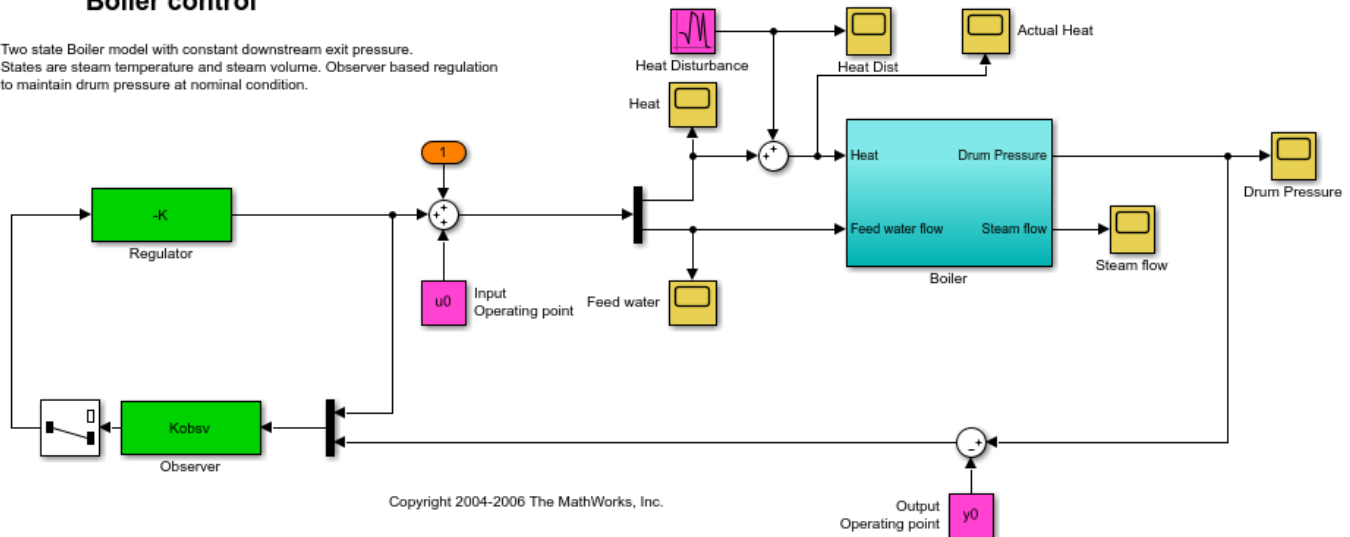 Boiler control
Two state Boiler model with constant downstream exit pressure.
States are steam temperature and steam volume. Observer based regulation
to maintain drum pressure at nominal condition.
Heat Disturbance
Heat Dist
Actual Heat
Heat
1
Heat
Drum Pressure
Drum Pressure
-K
Regulator
Feed water flow
Steam flow
Steam flow
Boiler
u0
Input
Operating point
Feed water
Kobsv
Observer
Copyright 2004-2006 The MathWorks, Inc.
Output
Operating point
y0